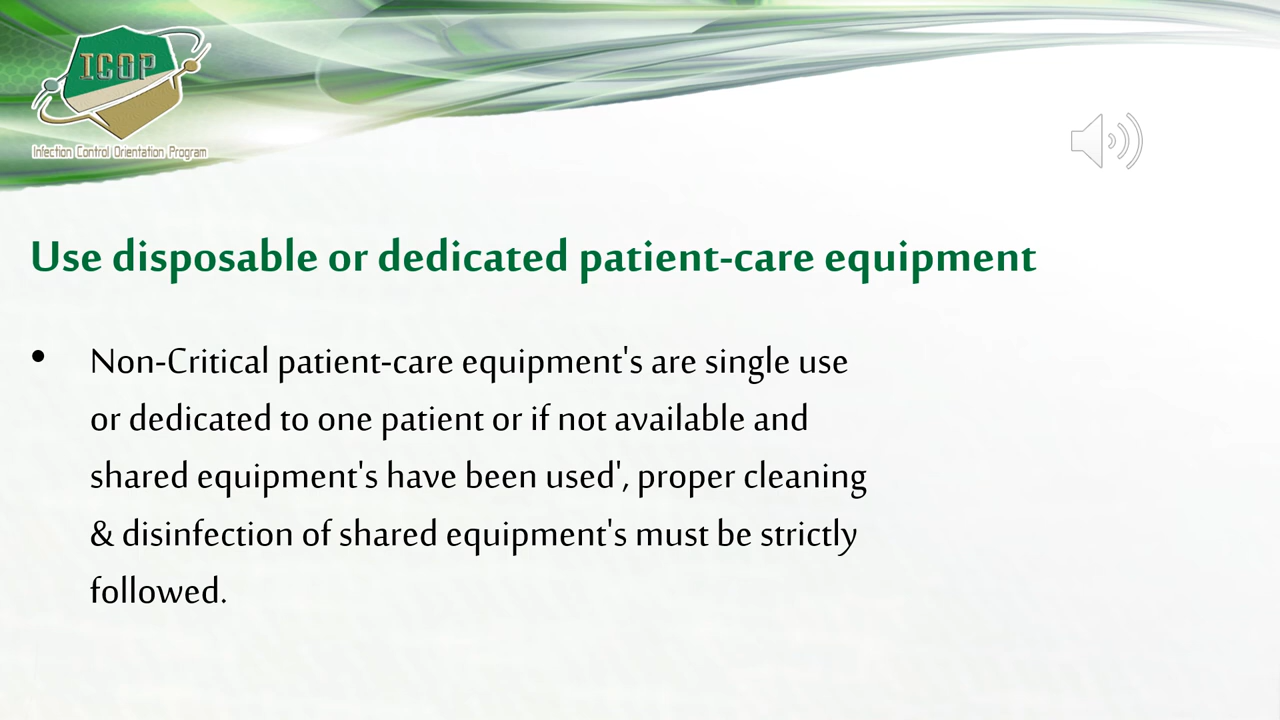 ICOP
Infection Control Orientation Program
Use disposable or dedicated patient-care equipment
• Non-Critical patient-care equipment's are single use
or dedicated to one patient or if not available and
shared equipment's have been used', proper cleaning
& disinfection of shared equipment's must be strictly
followed.